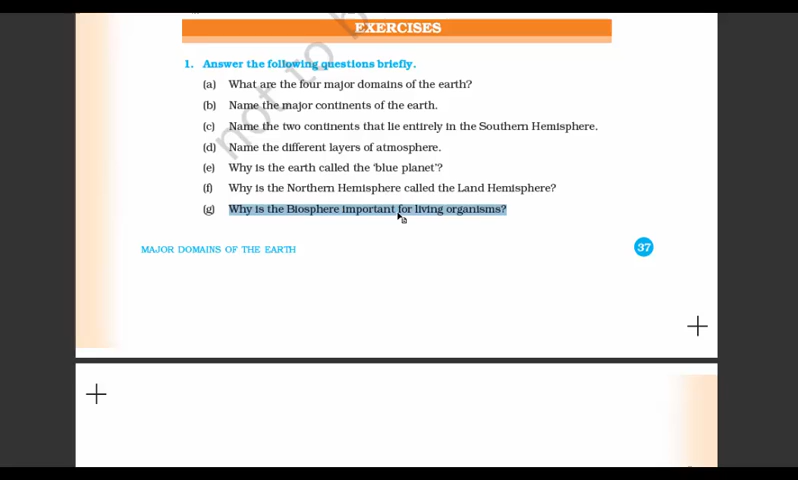 EXERCISES
1. Answer the following questions briefly.
(a) What are the four major domains of the earth?
(b) Name the major continents of the earth.
(c) Name the two continents that lie entirely in the Southern Hemisphere.
(d) Name the different layers of atmosphere.
(e) Why is the earth called the ‘blue planet’?
(f) Why is the Northern Hemisphere called the Land Hemisphere?
(g) Why is the Biosphere important for living organisms?
MAJOR DOMAINS OF THE EARTH
37
not to b